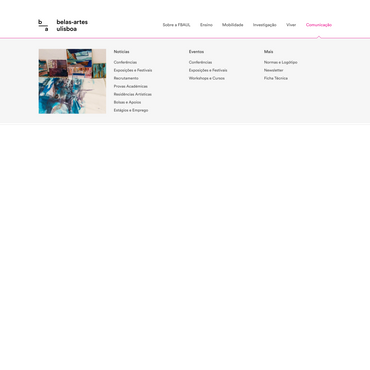 b
a
belas-artes
ulisboa
Sobre a FBAUL
Ensino
Mobilidade
Investigação
Viver
Comunicação
Notícias
Conferências
Exposições e Festivais
Recrutamento
Provas Académicas
Residências Artísticas
Bolsas e Apoios
Estágios e Emprego
Eventos
Conferências
Exposições e Festivais
Workshops e Cursos
Mais
Normas e Logótipo
Newsletter
Ficha Técnica